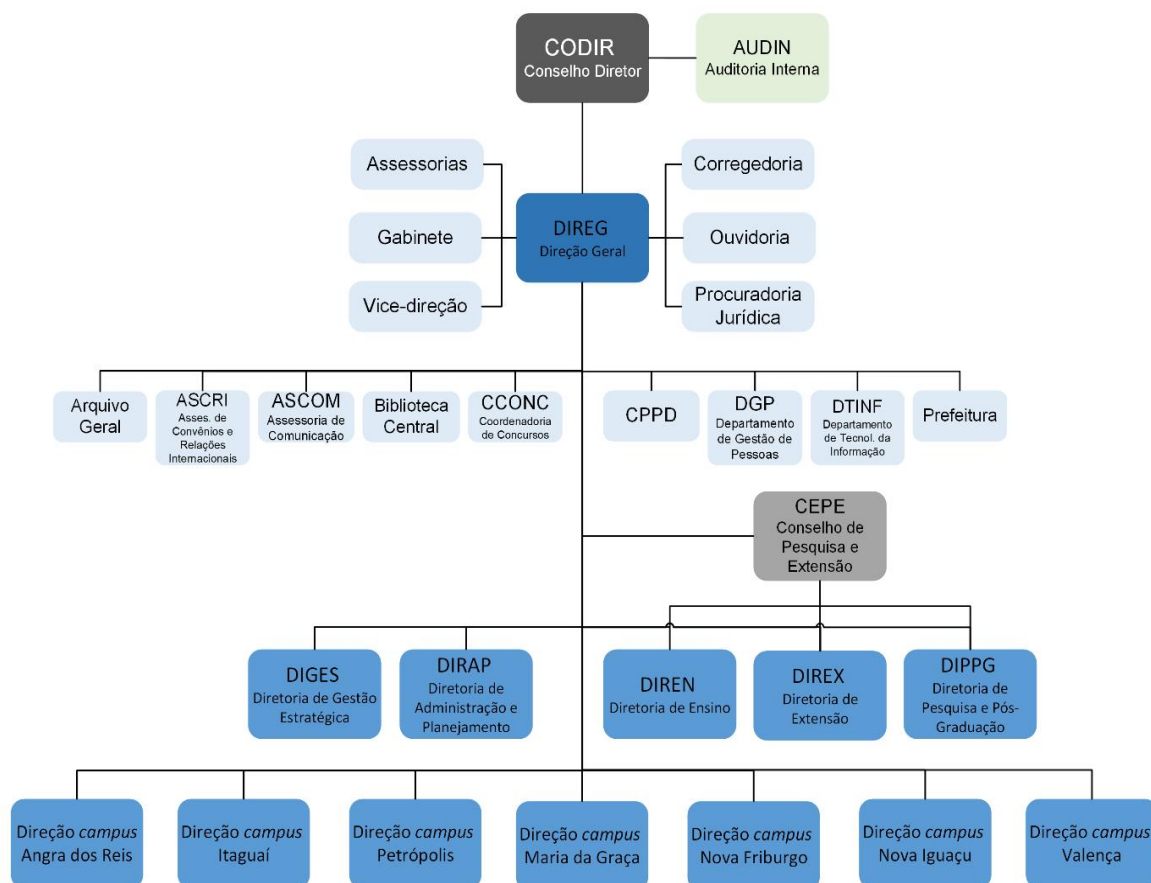 CODIR
Conselho Diretor
AUDIN
Auditoria Interna
Assessorias
Corregedoria
Gabinete
DIREG
Direção Geral
Ouvidoria
Vice-direção
Procuradoria
Jurídica
Arquivo
Geral
ASCRI
Asses. de
Convênios e
Relações
Internacionais
ASCOM
Assessoria de
Comunicação
Biblioteca
Central
CCONC
Coordenadoria
de Concursos
CPPD
DGP
Departamento
de Gestão de
Pessoas
DTINF
Departamento
de Tecnol. da
Informação
Prefeitura
CEPE
Conselho de
Pesquisa e
Extensão
DIGES
Diretoria de Gestão
Estratégica
DIRAP
Diretoria de
Administração e
Planejamento
DIREN
Diretoria de Ensino
DIREX
Diretoria de
Extensão
DIPPG
Diretoria de
Pesquisa e Pós-
Graduação
Direção campus
Angra dos Reis
Direção campus
Itaguaí
Direção campus
Petrópolis
Direção campus
Maria da Graça
Direção campus
Nova Friburgo
Direção campus
Nova Iguaçu
Direção campus
Valença